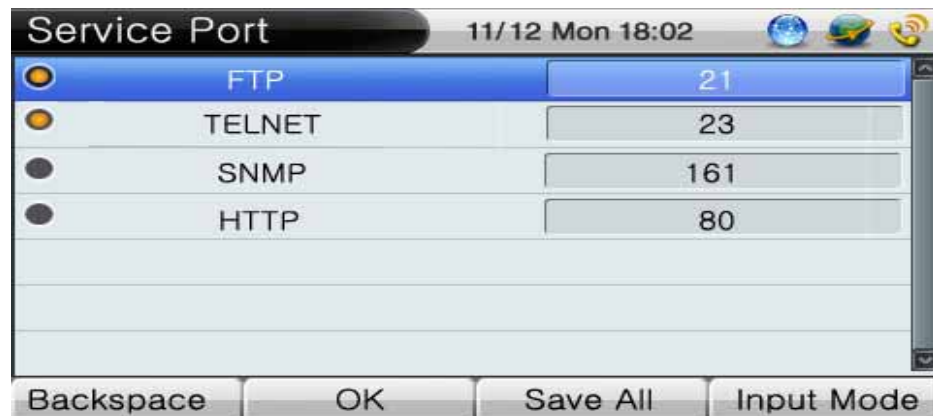 Service Port 11/12 Mon 18:02
FTP 21
TELNET 23
SNMP 161
HTTP 80
Backspace OK Save All Input Mode